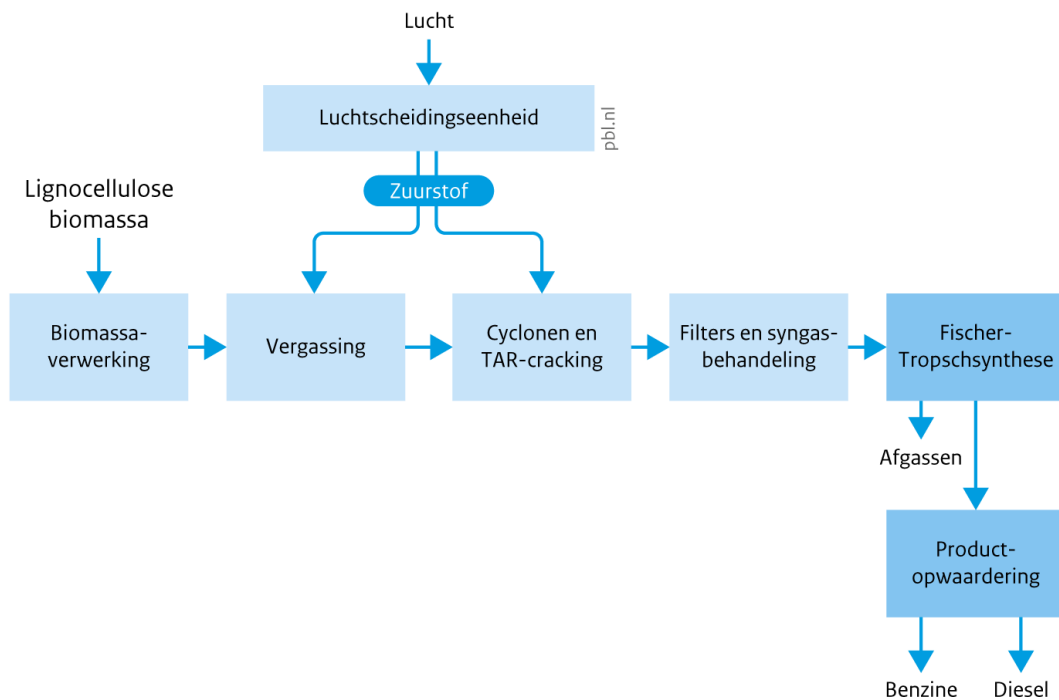 Lucht
Luchtscheidingseenheid
pbl.nl
Zuurstof
Lignocellulose
biomassa
Biomassa-
verwerking
Vergassing
Cyclonen en
TAR-cracking
Filters en syngas-
behandeling
Fischer-
Tropschsynthese
Afgassen
Product-
opwaardering
Benzine
Diesel